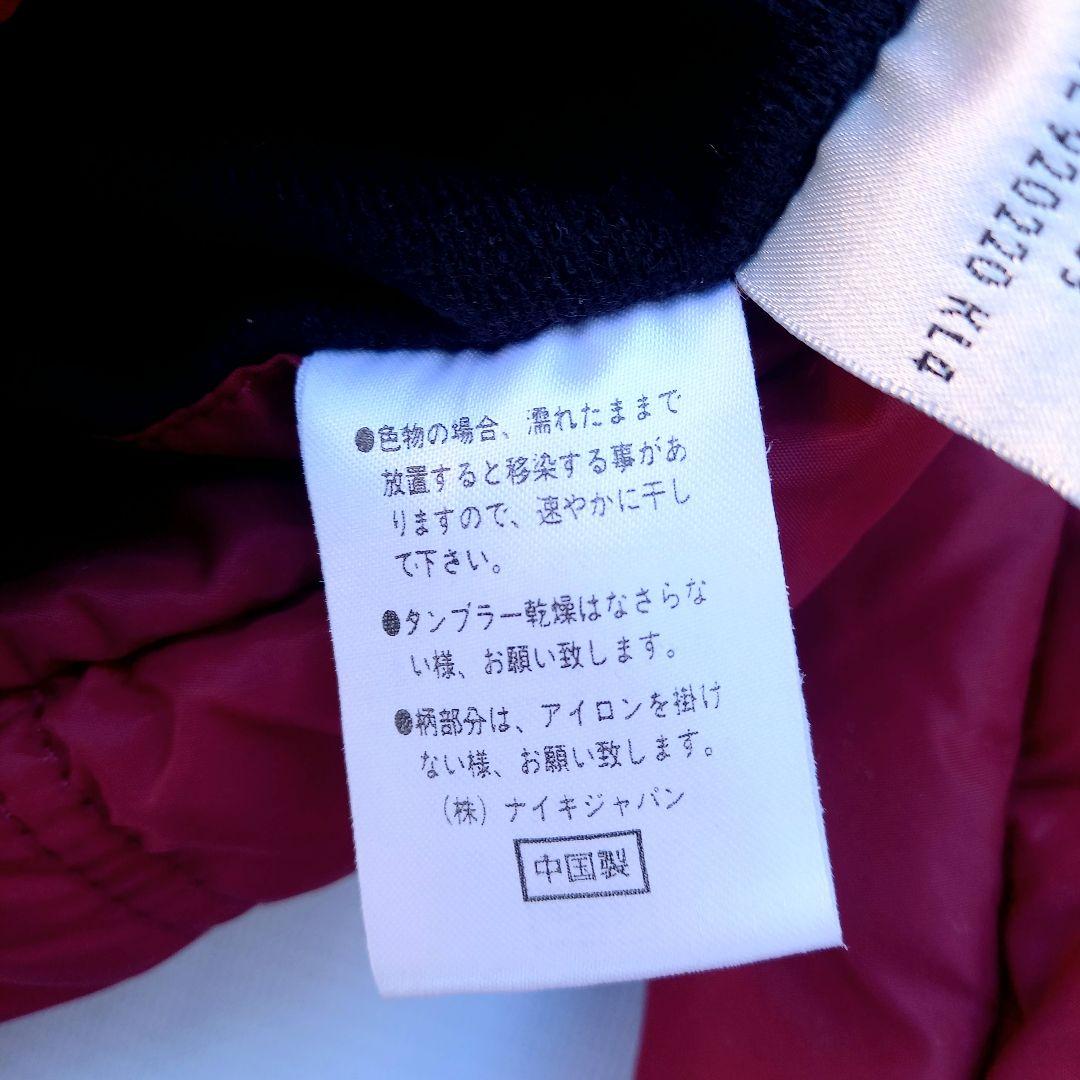 ●色物の場合、濡れたままで
放置すると移染する事があ
りますので、速やかに干し
て下さい。
●タンブラー乾燥はなさらな
い様、お願い致します。
●柄部分は、アイロンを掛け
ない様、お願い致します。
（株）ナイキジャパン
中国製
920220 KLQ